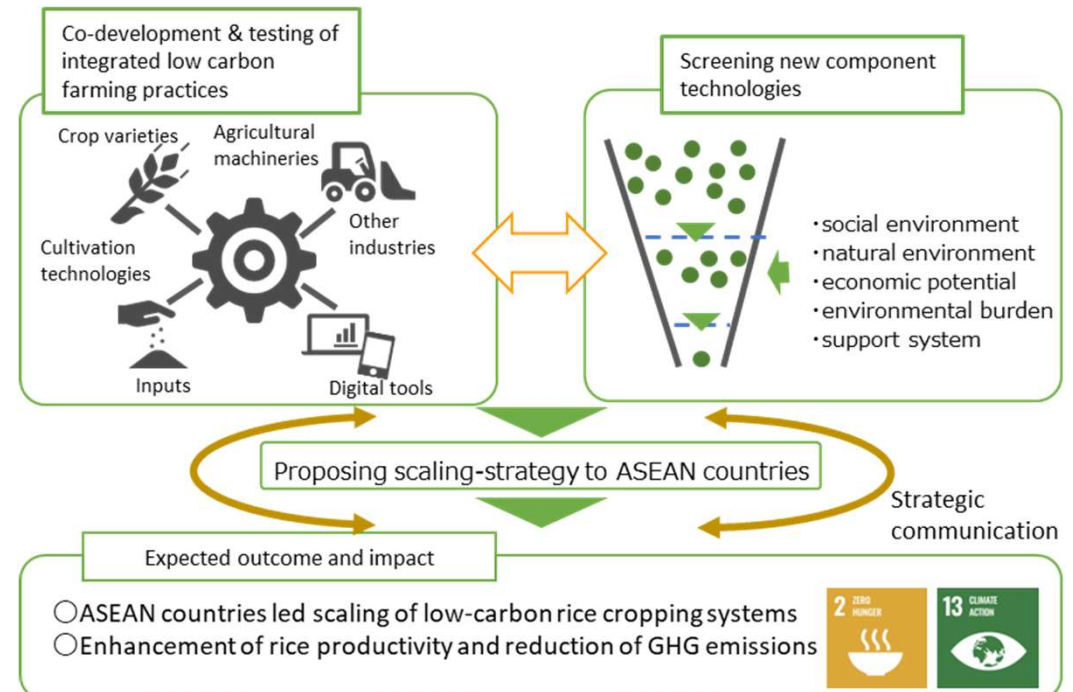 Co-development & testing of
integrated low carbon
farming practices
Crop varieties
Agricultural
machineries
Cultivation
technologies
Other
industries
Inputs
Digital tools
Screening new component
technologies
・social environment
・natural environment
・economic potential
・environmental burden
・support system
Proposing scaling-strategy to ASEAN countries
Strategic
communication
Expected outcome and impact
○ASEAN countries led scaling of low-carbon rice cropping systems
○Enhancement of rice productivity and reduction of GHG emissions
2 ZERO
HUNGER
13 CLIMATE
ACTION